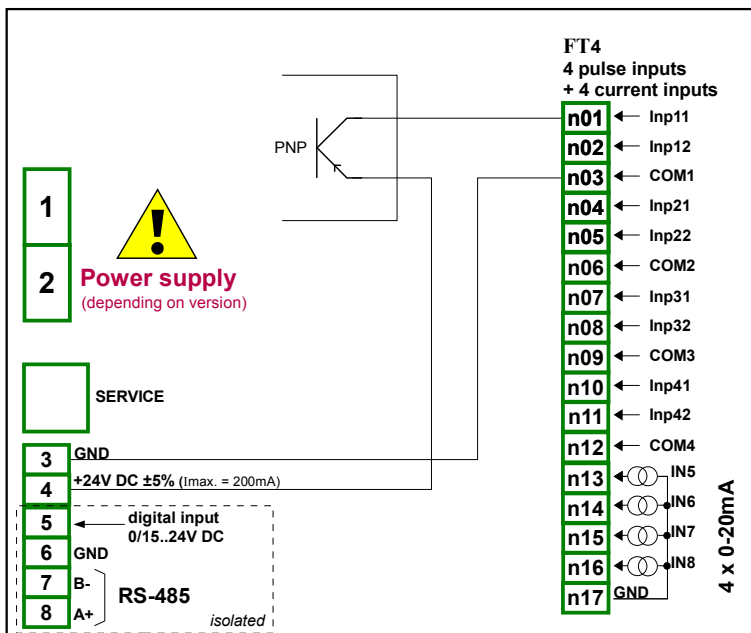 FT4
4 pulse inputs
+ 4 current inputs
PNP
n01 Inp11
n02 Inp12
n03 COM1
n04 Inp21
n05 Inp22
n06 COM2
n07 Inp31
n08 Inp32
n09 COM3
n10 Inp41
n11 Inp42
n12 COM4
n13 IN5
n14 IN6
n15 IN7
n16 IN8
n17 GND
4 x 0-20mA
1
2
!
Power supply
(depending on version)
SERVICE
3 GND
4 +24V DC ±5% (Imax. = 200mA)
5 digital input
0/15..24V DC
6 GND
7 B-
RS-485
8 A+
isolated